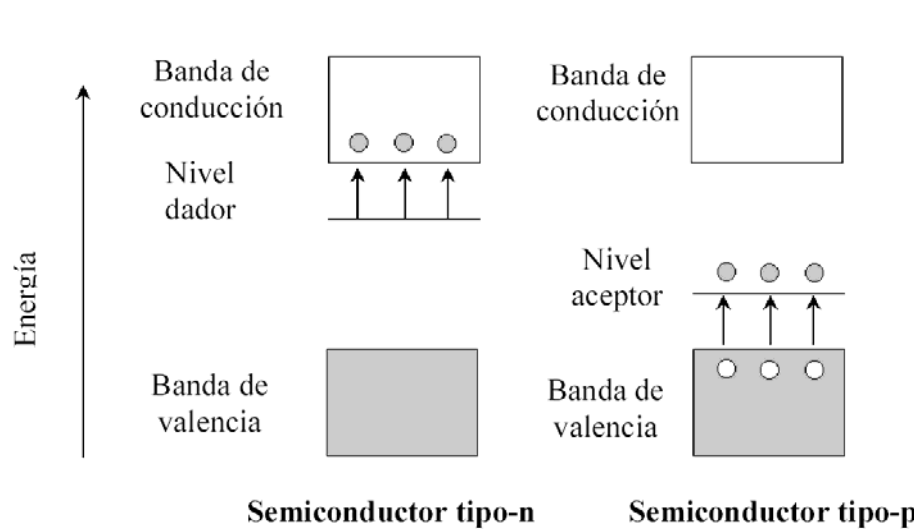 Banda de
conducción
Banda de
conducción
Nivel
dador
Nivel
aceptor
Energía
Banda de
valencia
Banda de
valencia
Semiconductor tipo-n
Semiconductor tipo-p